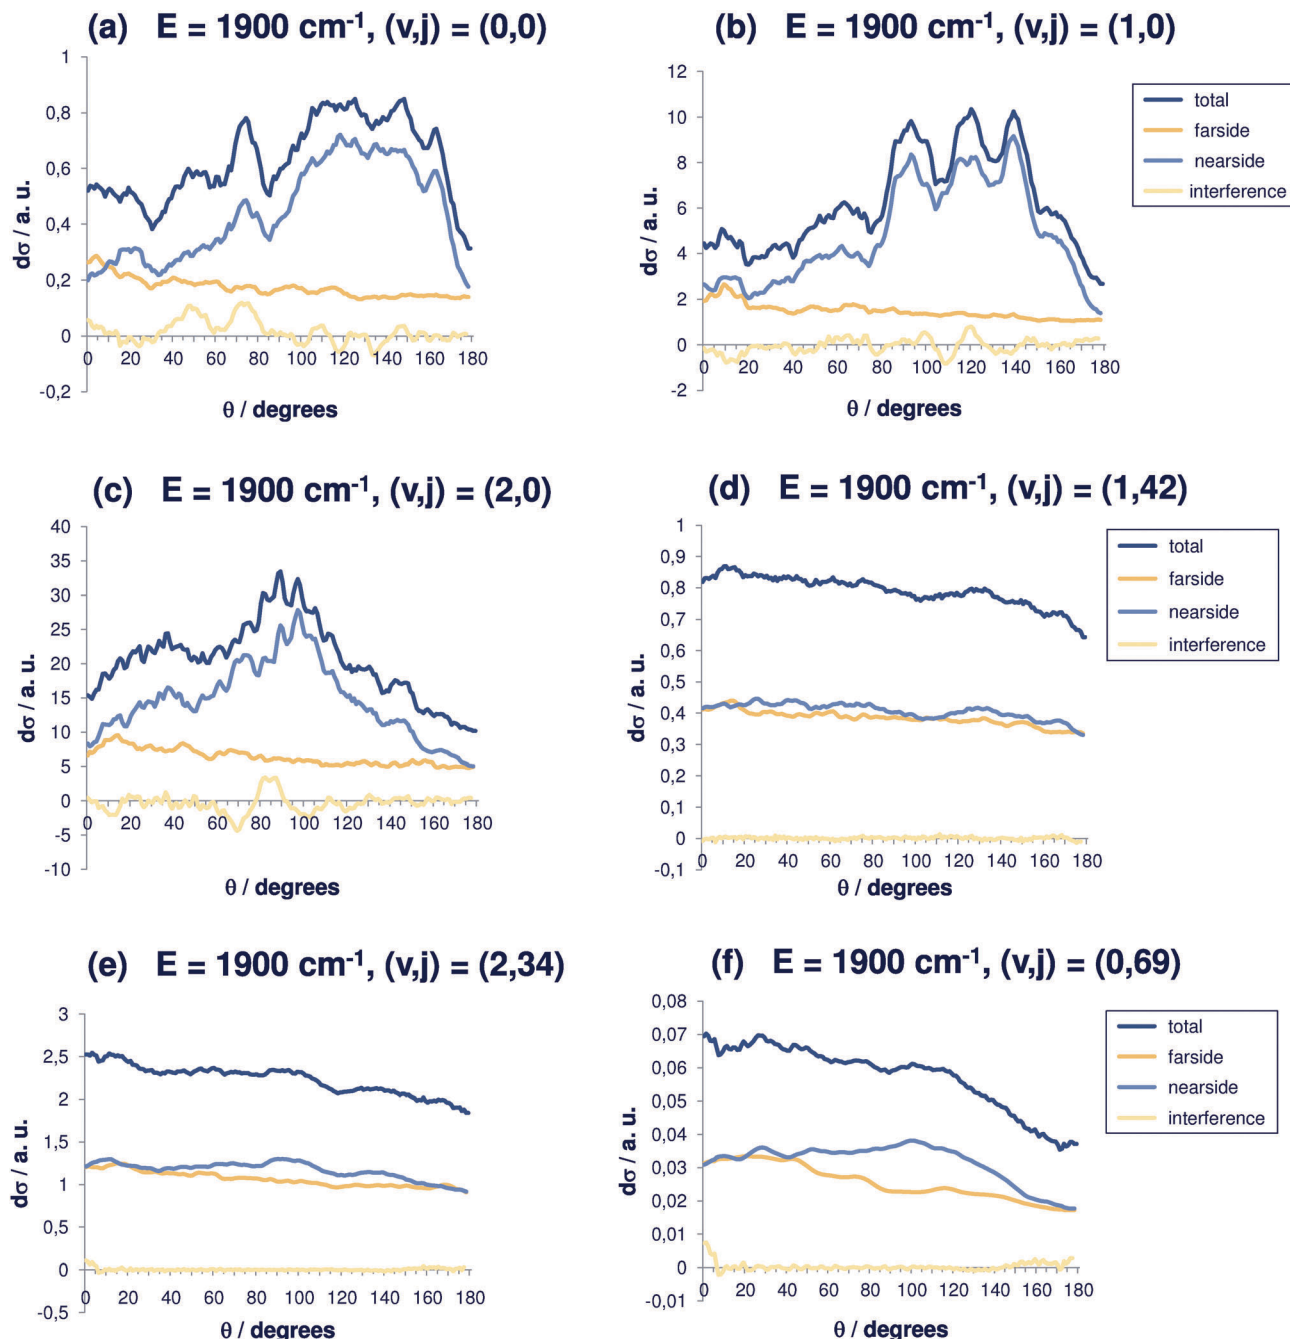 (a) E = 1900 cm⁻¹, (v,j) = (0,0)
1
0,8
0,6
0,4
0,2
0
-0,2
dσ / a. u.
0 20 40 60 80 100 120 140 160 180
θ / degrees
(b) E = 1900 cm⁻¹, (v,j) = (1,0)
12
10
8
6
4
2
0
-2
dσ / a. u.
0 20 40 60 80 100 120 140 160 180
θ / degrees
total
farside
nearside
interference
(c) E = 1900 cm⁻¹, (v,j) = (2,0)
40
35
30
25
20
15
10
5
0
-5
-10
dσ / a. u.
0 20 40 60 80 100 120 140 160 180
θ / degrees
(d) E = 1900 cm⁻¹, (v,j) = (1,42)
1
0,9
0,8
0,7
0,6
0,5
0,4
0,3
0,2
0,1
0
-0,1
dσ / a. u.
0 20 40 60 80 100 120 140 160 180
θ / degrees
total
farside
nearside
interference
(e) E = 1900 cm⁻¹, (v,j) = (2,34)
3
2,5
2
1,5
1
0,5
0
-0,5
dσ / a. u.
0 20 40 60 80 100 120 140 160 180
θ / degrees
(f) E = 1900 cm⁻¹, (v,j) = (0,69)
0,08
0,07
0,06
0,05
0,04
0,03
0,02
0,01
0
-0,01
dσ / a. u.
0 20 40 60 80 100 120 140 160 180
θ / degrees
total
farside
nearside
interference